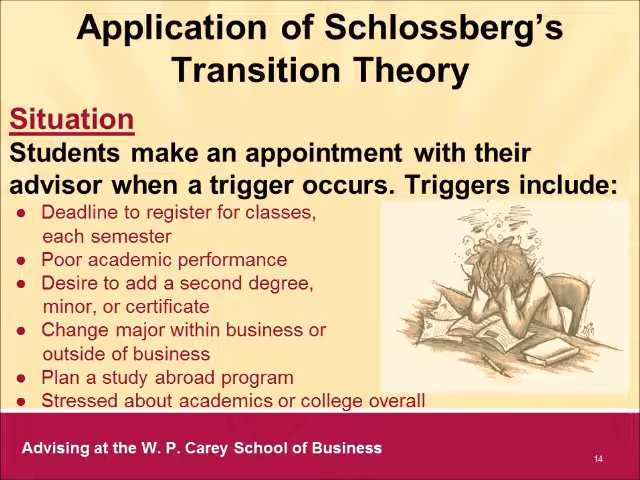 Application of Schlossberg's
Transition Theory
Situation
Students make an appointment with their
advisor when a trigger occurs. Triggers include:
● Deadline to register for classes,
each semester
● Poor academic performance
● Desire to add a second degree,
minor, or certificate
● Change major within business or
outside of business
● Plan a study abroad program
● Stressed about academics or college overall
Advising at the W. P. Carey School of Business
14